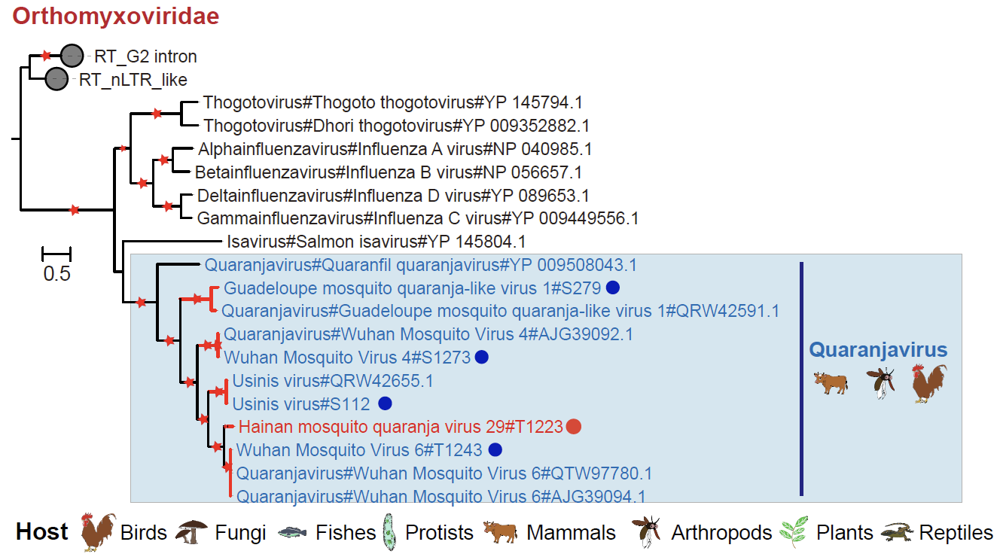 Orthomyxoviridae
RT_G2 intron
RT_nLTR_like
Thogotovirus#Thogoto thogotovirus#YP 145794.1
Thogotovirus#Dhori thogotovirus#YP 009352882.1
Alphainfluenzavirus#Influenza A virus#NP 040985.1
Betainfluenzavirus#Influenza B virus#NP 056657.1
Deltainfluenzavirus#Influenza D virus#YP 089653.1
Gammainfluenzavirus#Influenza C virus#YP 009449556.1
Isavirus#Salmon isavirus#YP 145804.1
0.5
Quaranjavirus#Quaranfil quaranjavirus#YP 009508043.1
Guadeloupe mosquito quaranja-like virus 1#S279
Quaranjavirus#Guadeloupe mosquito quaranja-like virus 1#QRW42591.1
Quaranjavirus#Wuhan Mosquito Virus 4#AJG39092.1
Wuhan Mosquito Virus 4#S1273
Usinis virus#QRW42655.1
Usinis virus#S112
Hainan mosquito quaranja virus 29#T1223
Wuhan Mosquito Virus 6#T1243
Quaranjavirus#Wuhan Mosquito Virus 6#QTW97780.1
Quaranjavirus#Wuhan Mosquito Virus 6#AJG39094.1
Quaranjavirus
Host Birds Fungi Fishes Protists Mammals Arthropods Plants Reptiles